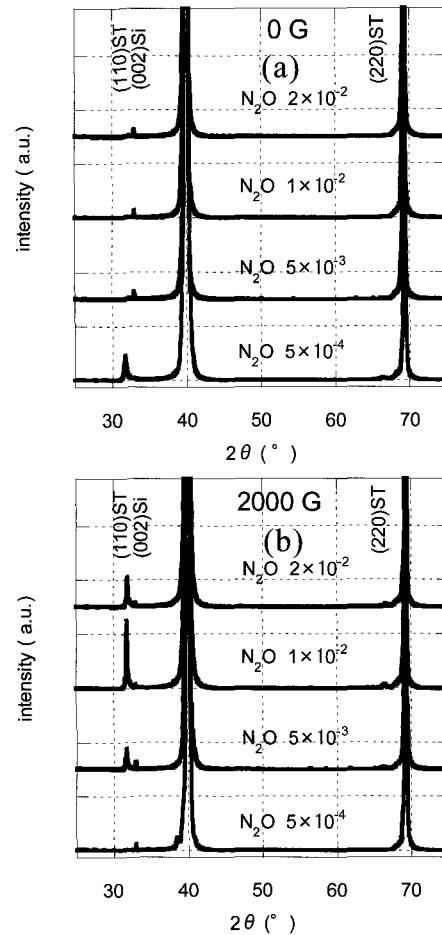 0 G
(a)
(110)ST
(002)Si
(220)ST
N₂O 2×10⁻²
N₂O 1×10⁻²
N₂O 5×10⁻³
N₂O 5×10⁻⁴
intensity ( a.u.)
30 40 50 60 70
2θ ( ° )
2000 G
(b)
(110)ST
(002)Si
(220)ST
N₂O 2×10⁻²
N₂O 1×10⁻²
N₂O 5×10⁻³
N₂O 5×10⁻⁴
intensity ( a.u.)
30 40 50 60 70
2θ ( ° )